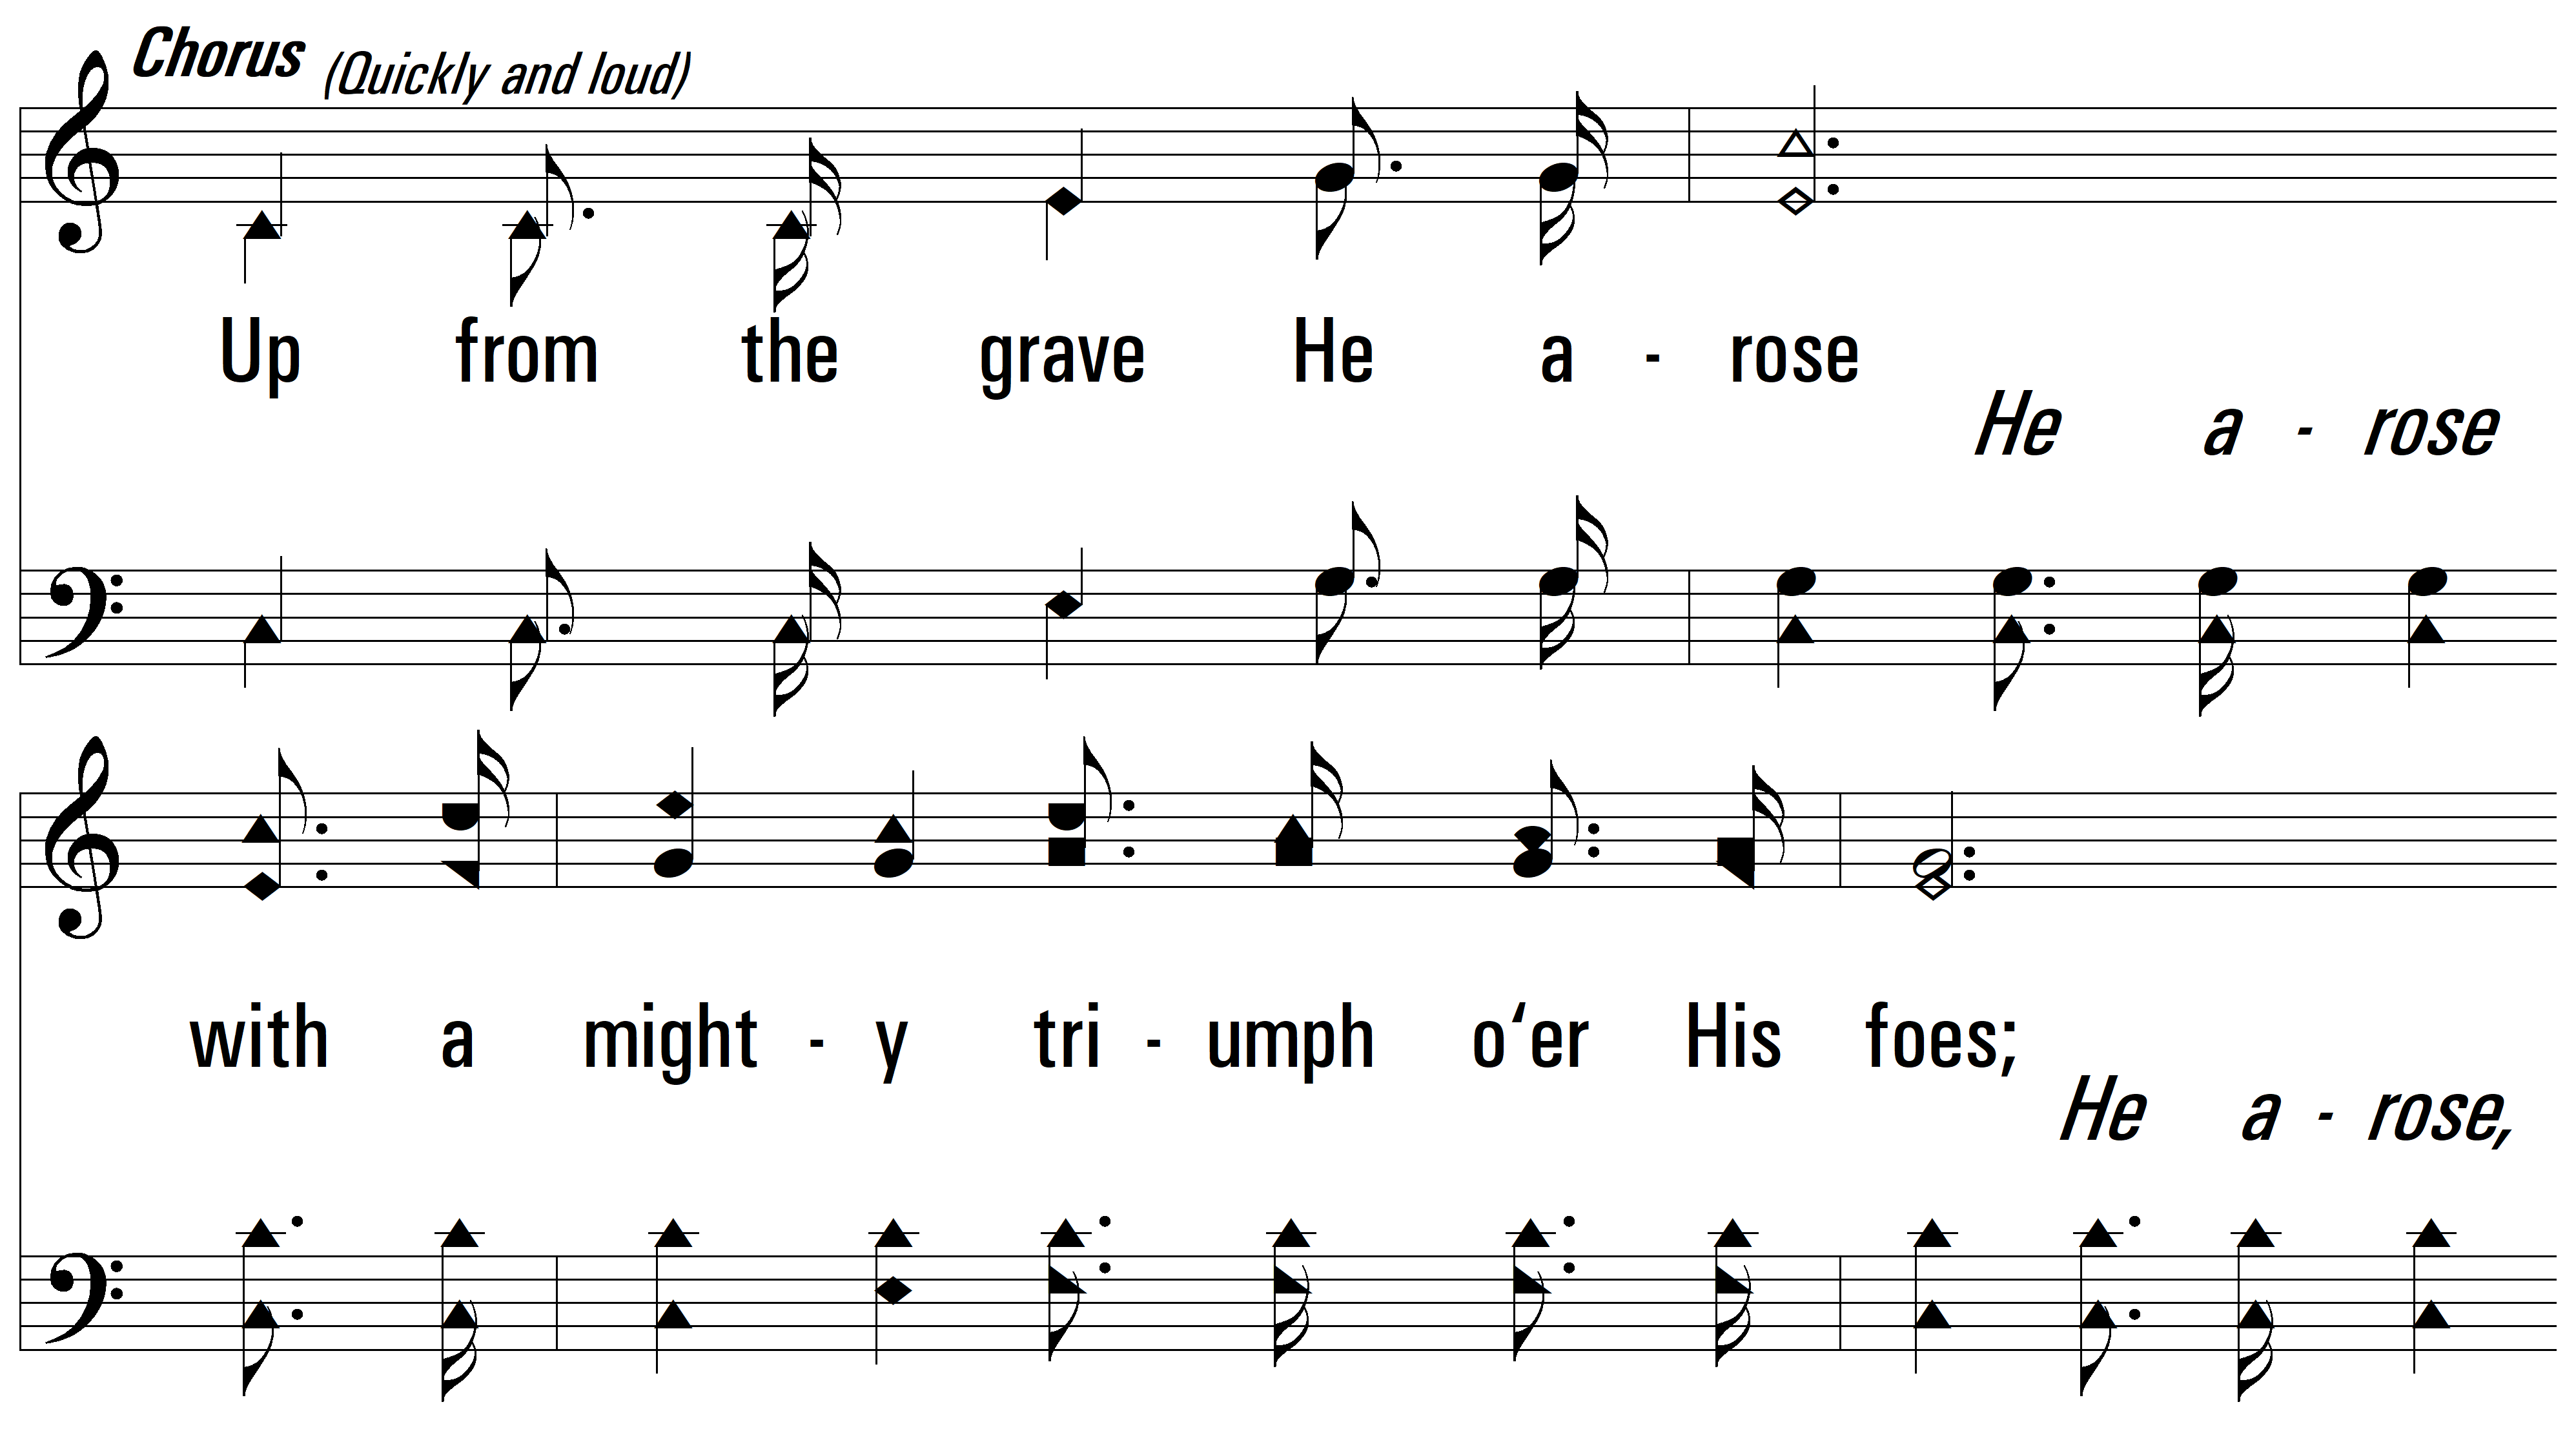 Chorus (Quickly and loud)
Up from the grave He a - rose
He a - rose
with a might - y tri - umph o‘er His foes;
He a - rose,